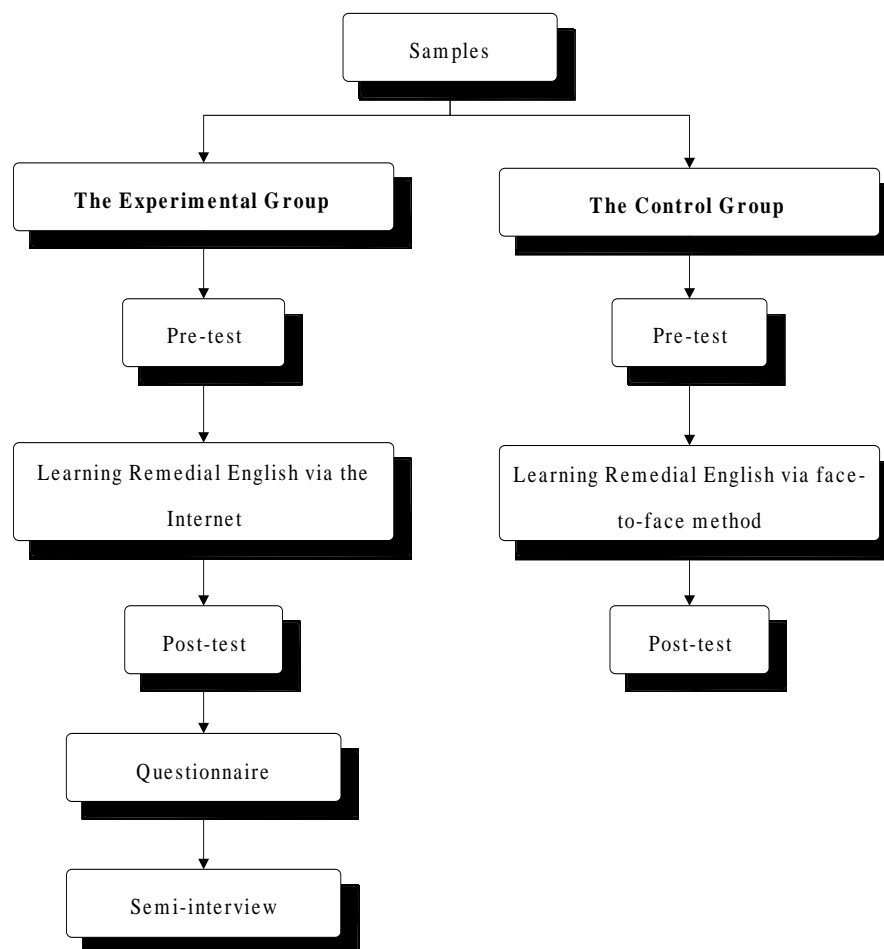 Samples
The Experimental Group
The Control Group
Pre-test
Pre-test
Learning Remedial English via the
Internet
Learning Remedial English via face-
to-face method
Post-test
Post-test
Questionnaire
Semi-interview